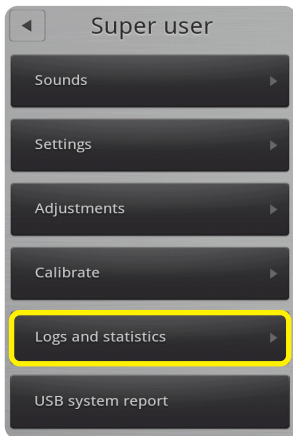 Super user
Sounds
Settings
Adjustments
Calibrate
Logs and statistics
USB system report